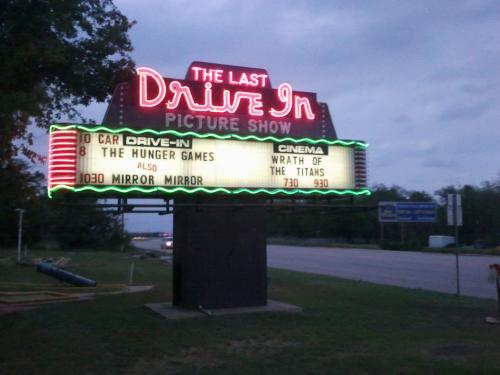 THE LAST
Drive In
PICTURE SHOW
10 CAR DRIVE-IN
8 THE HUNGER GAMES
ALSO
1030 MIRROR MIRROR
CINEMA
WRATH OF
THE TITANS
730 930